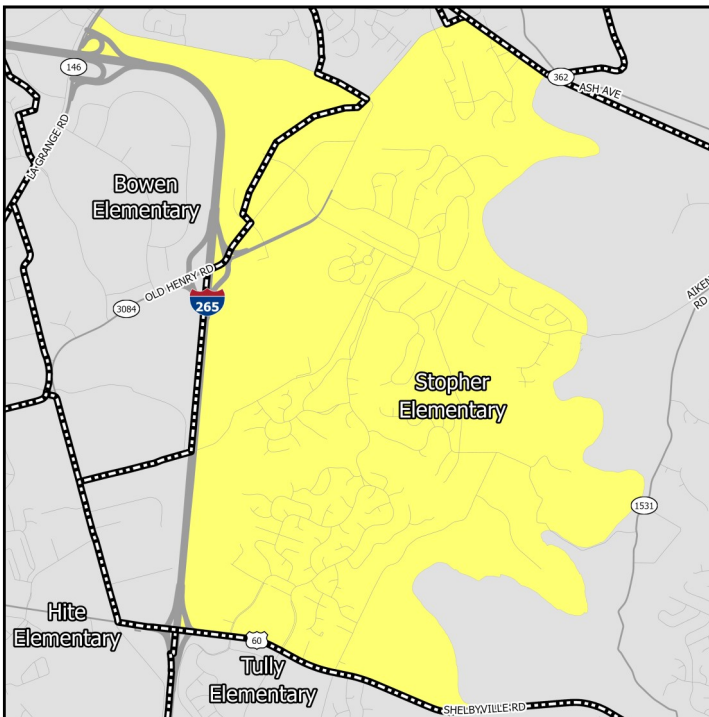 146
LA GRANGE RD
362
ASH AVE
Bowen
Elementary
OLD HENRY RD
3084
265
AIKEN
RD
Stopher
Elementary
1531
Hite
Elementary
60
Tully
Elementary
SHELBYVILLE RD